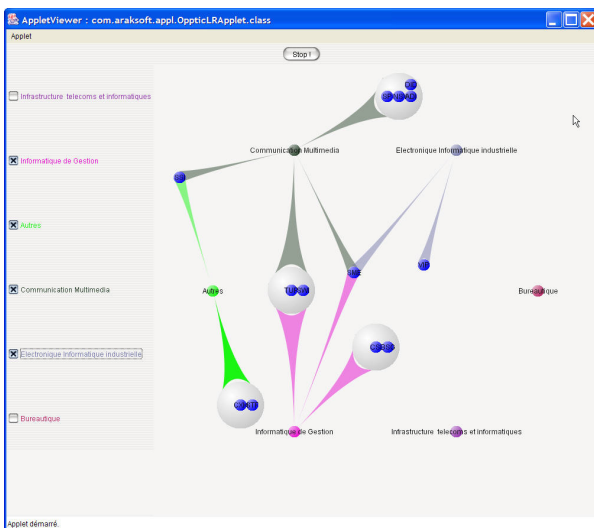 AppletViewer : com.araksoft.appl.OppticLRApplet.class
Applet
Stop !
Infrastructure telecoms et informatiques
Informatique de Gestion
Autres
Communication Multimedia
Electronique Informatique industrielle
Bureautique
Communication Multimedia
Electronique Informatique industrielle
Autres
Bureautique
Informatique de Gestion
Infrastructure telecoms et informatiques
Applet démarré.